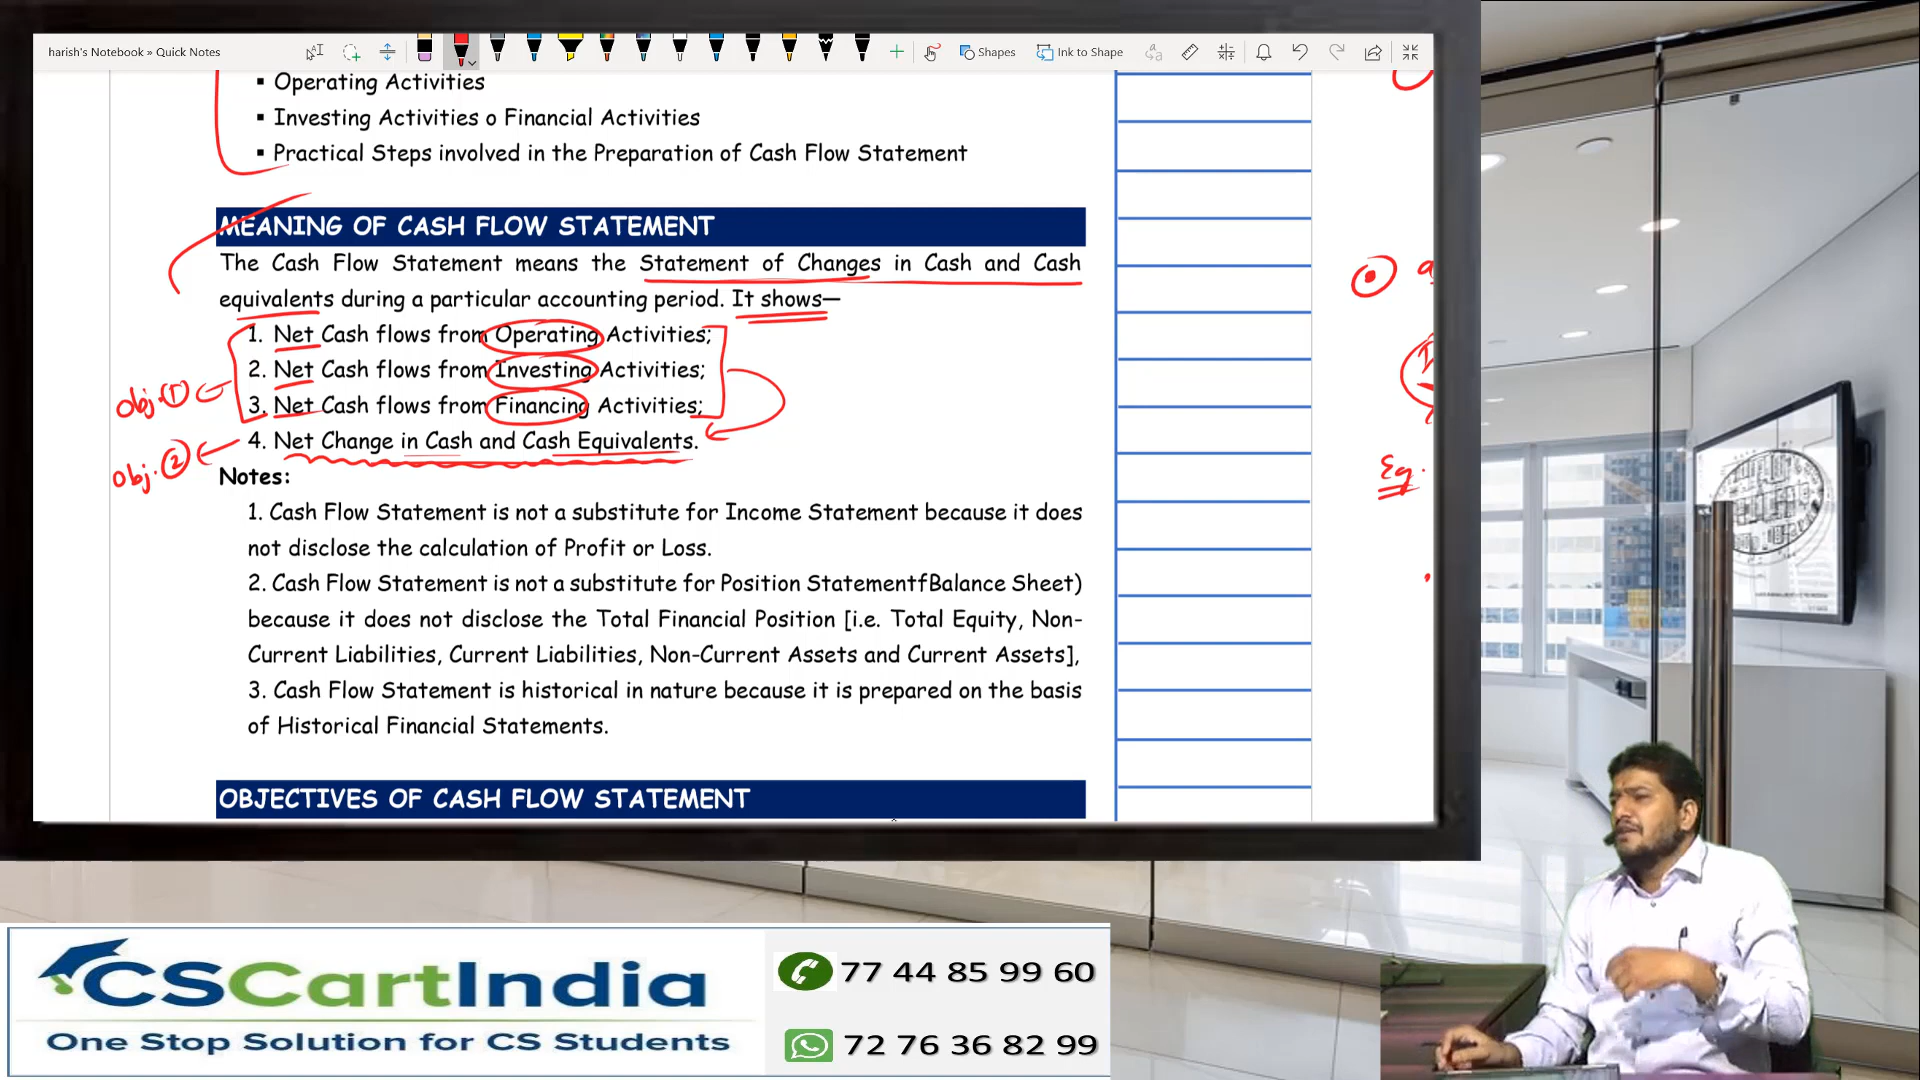 harish's Notebook » Quick Notes
Shapes
Ink to Shape
▪ Operating Activities
▪ Investing Activities o Financial Activities
▪ Practical Steps involved in the Preparation of Cash Flow Statement
MEANING OF CASH FLOW STATEMENT
The Cash Flow Statement means the Statement of Changes in Cash and Cash
equivalents during a particular accounting period. It shows—
1. Net Cash flows from Operating Activities;
2. Net Cash flows from Investing Activities;
Obj. ①
3. Net Cash flows from Financing Activities;
4. Net Change in Cash and Cash Equivalents.
Obj. ②
Eg.
Notes:
1. Cash Flow Statement is not a substitute for Income Statement because it does
not disclose the calculation of Profit or Loss.
2. Cash Flow Statement is not a substitute for Position StatementfBalance Sheet)
because it does not disclose the Total Financial Position [i.e. Total Equity, Non-
Current Liabilities, Current Liabilities, Non-Current Assets and Current Assets],
3. Cash Flow Statement is historical in nature because it is prepared on the basis
of Historical Financial Statements.
OBJECTIVES OF CASH FLOW STATEMENT
CSCartIndia
One Stop Solution for CS Students
77 44 85 99 60
72 76 36 82 99